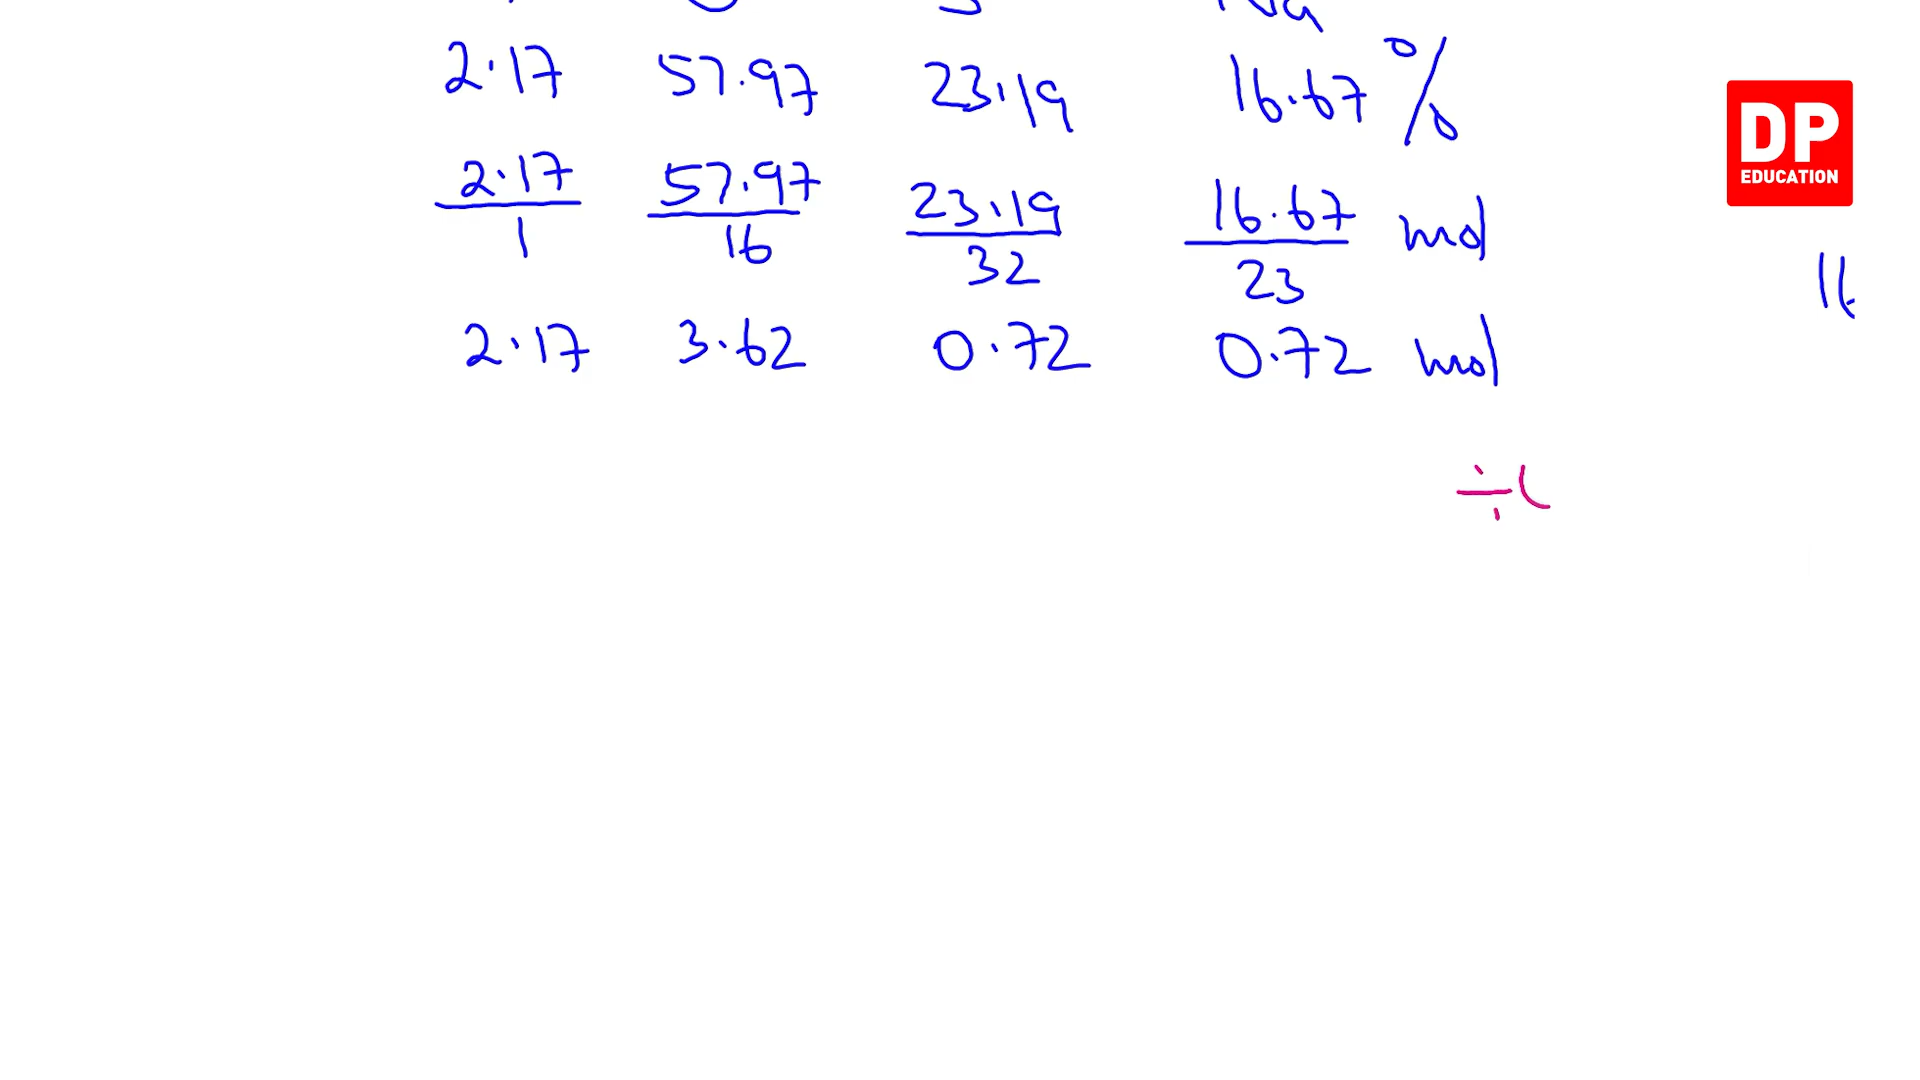 Na
2.17 57.97 23.19 16.67 %
2.17/1 57.97/16 23.19/32 16.67/23 mol
2.17 3.62 0.72 0.72 mol
÷
DP
EDUCATION